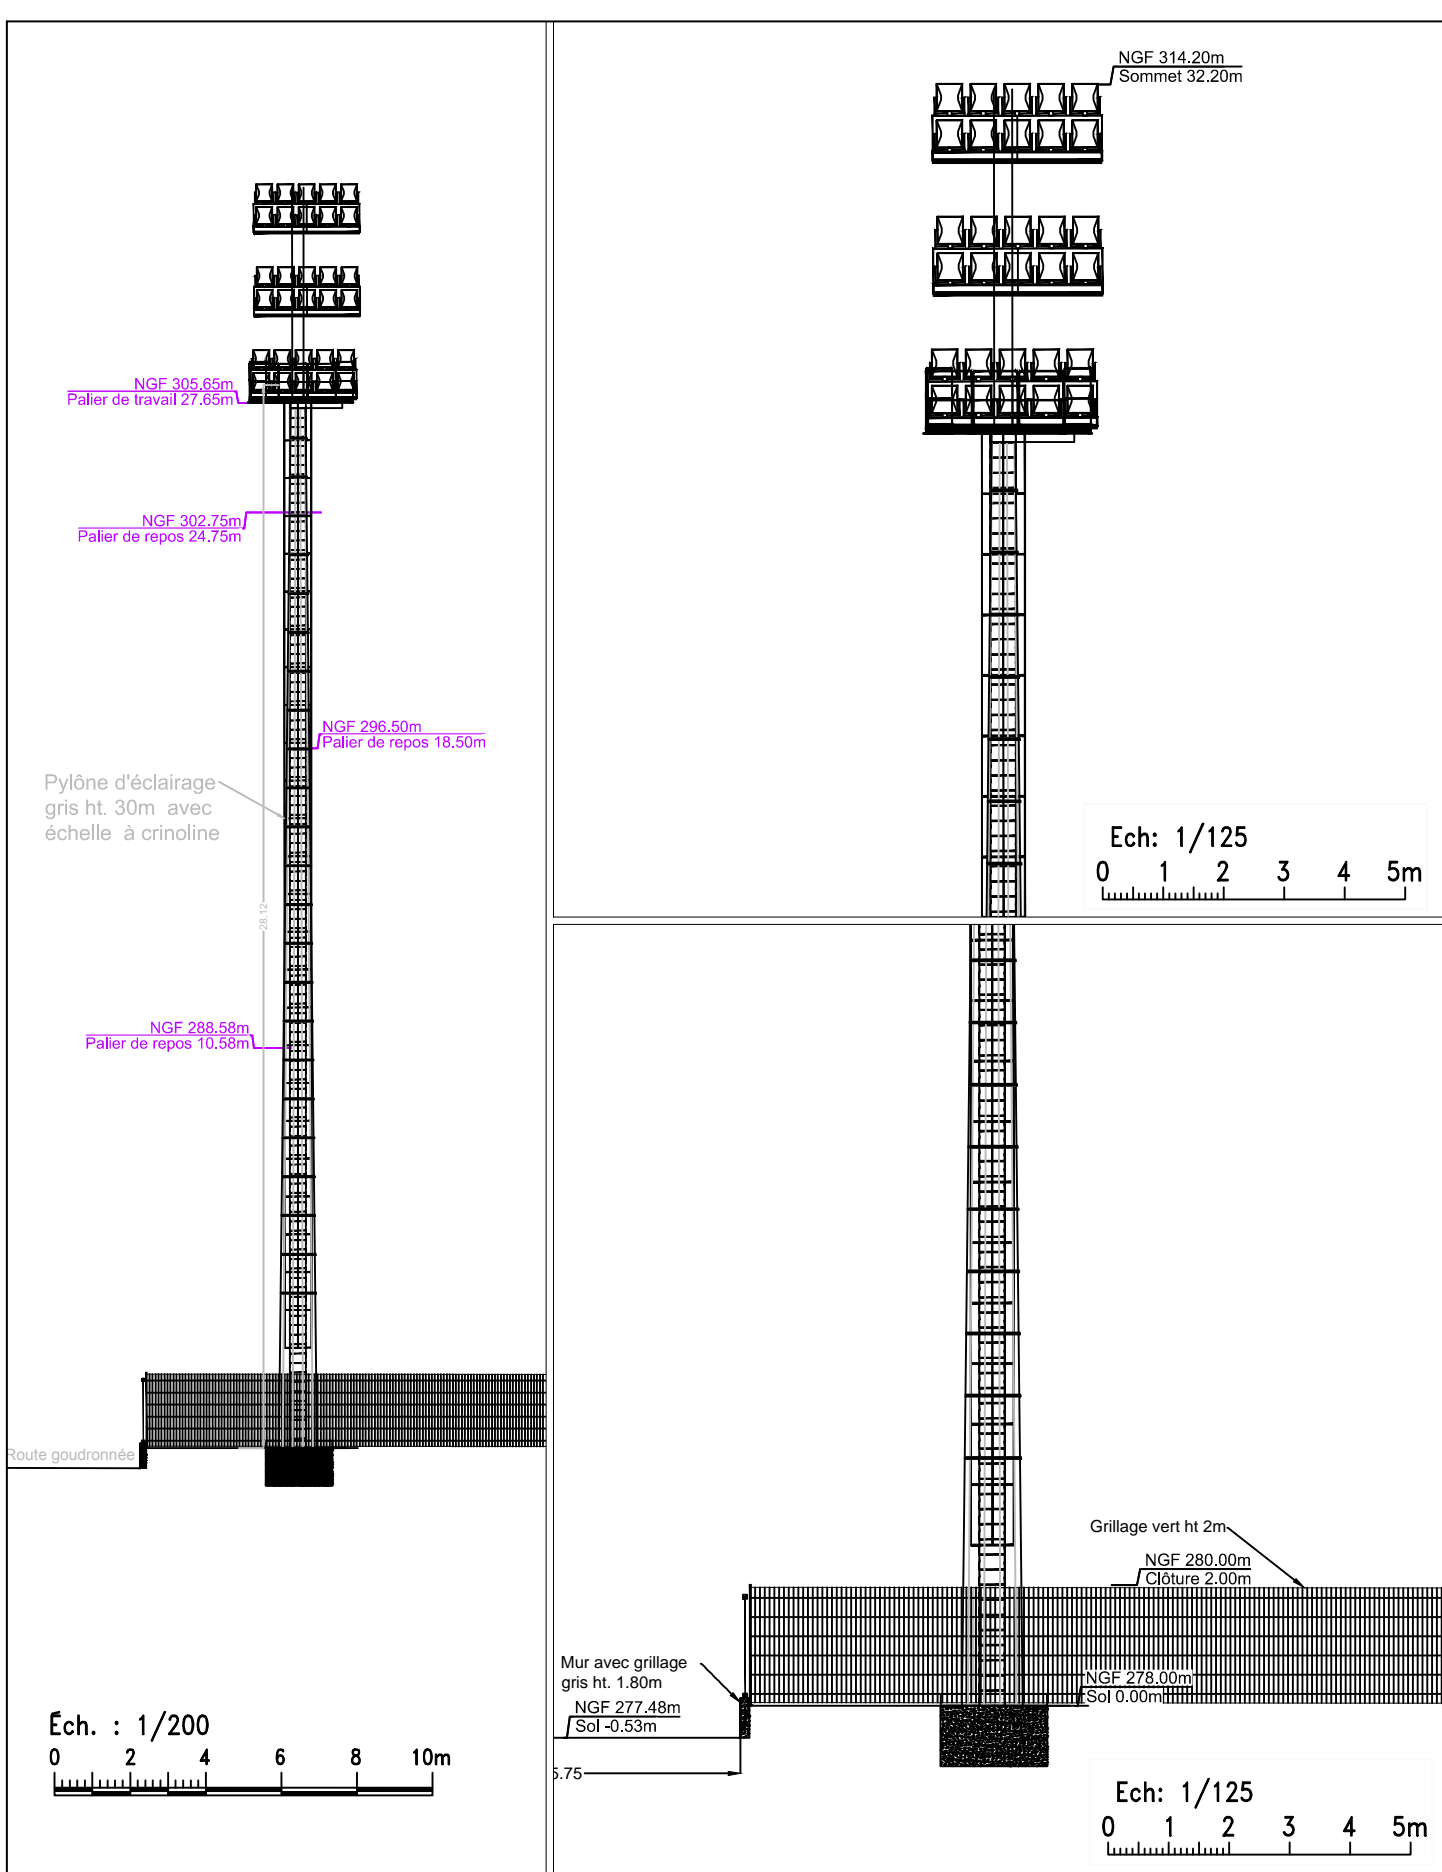 NGF 305.65m
Palier de travail 27.65m
NGF 302.75m
Palier de repos 24.75m
NGF 296.50m
Palier de repos 18.50m
Pylône d'éclairage
gris ht. 30m avec
échelle à crinoline
28.12
NGF 288.58m
Palier de repos 10.58m
Route goudronnée
Éch. : 1/200
0 2 4 6 8 10m
NGF 314.20m
Sommet 32.20m
Ech: 1/125
0 1 2 3 4 5m
Grillage vert ht 2m
NGF 280.00m
Clôture 2.00m
Mur avec grillage
gris ht. 1.80m
NGF 278.00m
Sol 0.00m
NGF 277.48m
Sol -0.53m
5.75
Ech: 1/125
0 1 2 3 4 5m